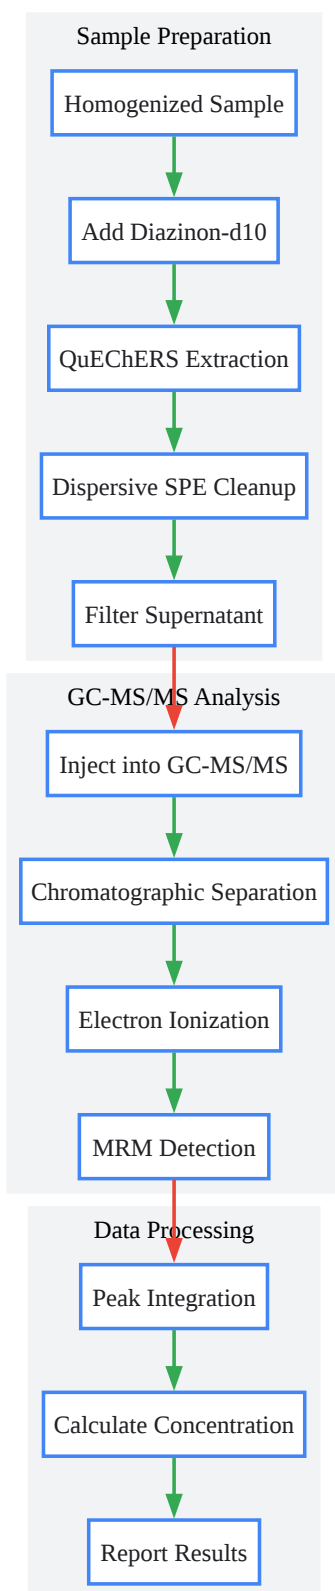 Sample Preparation
Homogenized Sample
Add Diazinon-d10
QuEChERS Extraction
Dispersive SPE Cleanup
Filter Supernatant
GC-MS/MS Analysis
Inject into GC-MS/MS
Chromatographic Separation
Electron Ionization
MRM Detection
Data Processing
Peak Integration
Calculate Concentration
Report Results